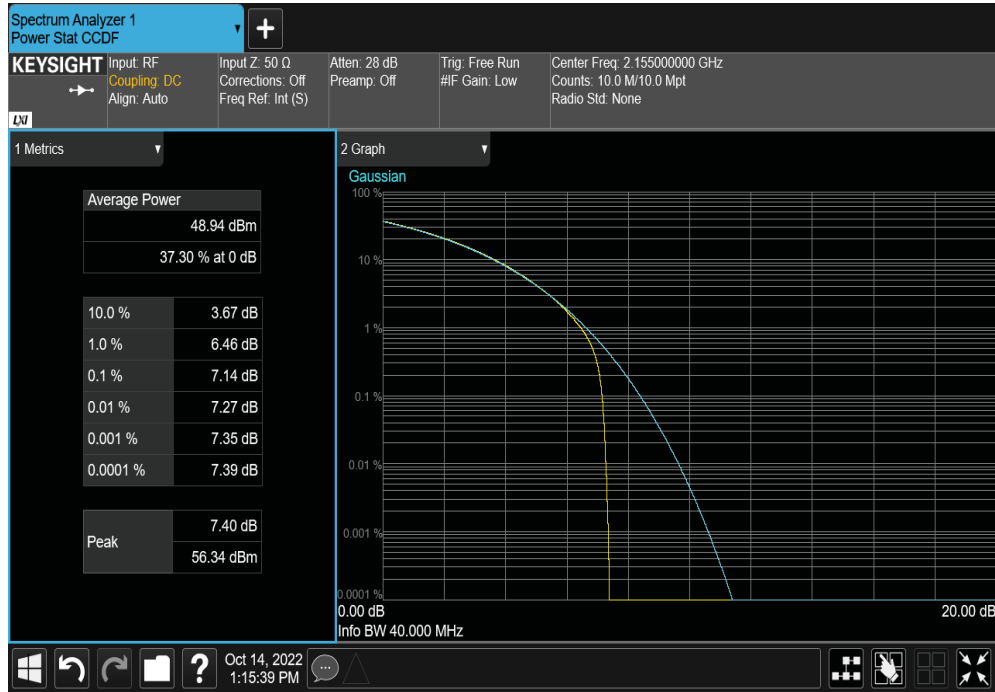 Spectrum Analyzer 1
Power Stat CCDF
KEYSIGHT
LXI
Input: RF
Coupling: DC
Align: Auto
Input Z: 50 Ω
Corrections: Off
Freq Ref: Int (S)
Atten: 28 dB
Preamp: Off
Trig: Free Run
#IF Gain: Low
Center Freq: 2.155000000 GHz
Counts: 10.0 M/10.0 Mpt
Radio Std: None
1 Metrics
Average Power
48.94 dBm
37.30 % at 0 dB
10.0 % 3.67 dB
1.0 % 6.46 dB
0.1 % 7.14 dB
0.01 % 7.27 dB
0.001 % 7.35 dB
0.0001 % 7.39 dB
Peak
7.40 dB
56.34 dBm
2 Graph
Gaussian
100 %
10 %
1 %
0.1 %
0.01 %
0.001 %
0.0001 %
0.00 dB 20.00 dB
Info BW 40.000 MHz
?
Oct 14, 2022
1:15:39 PM